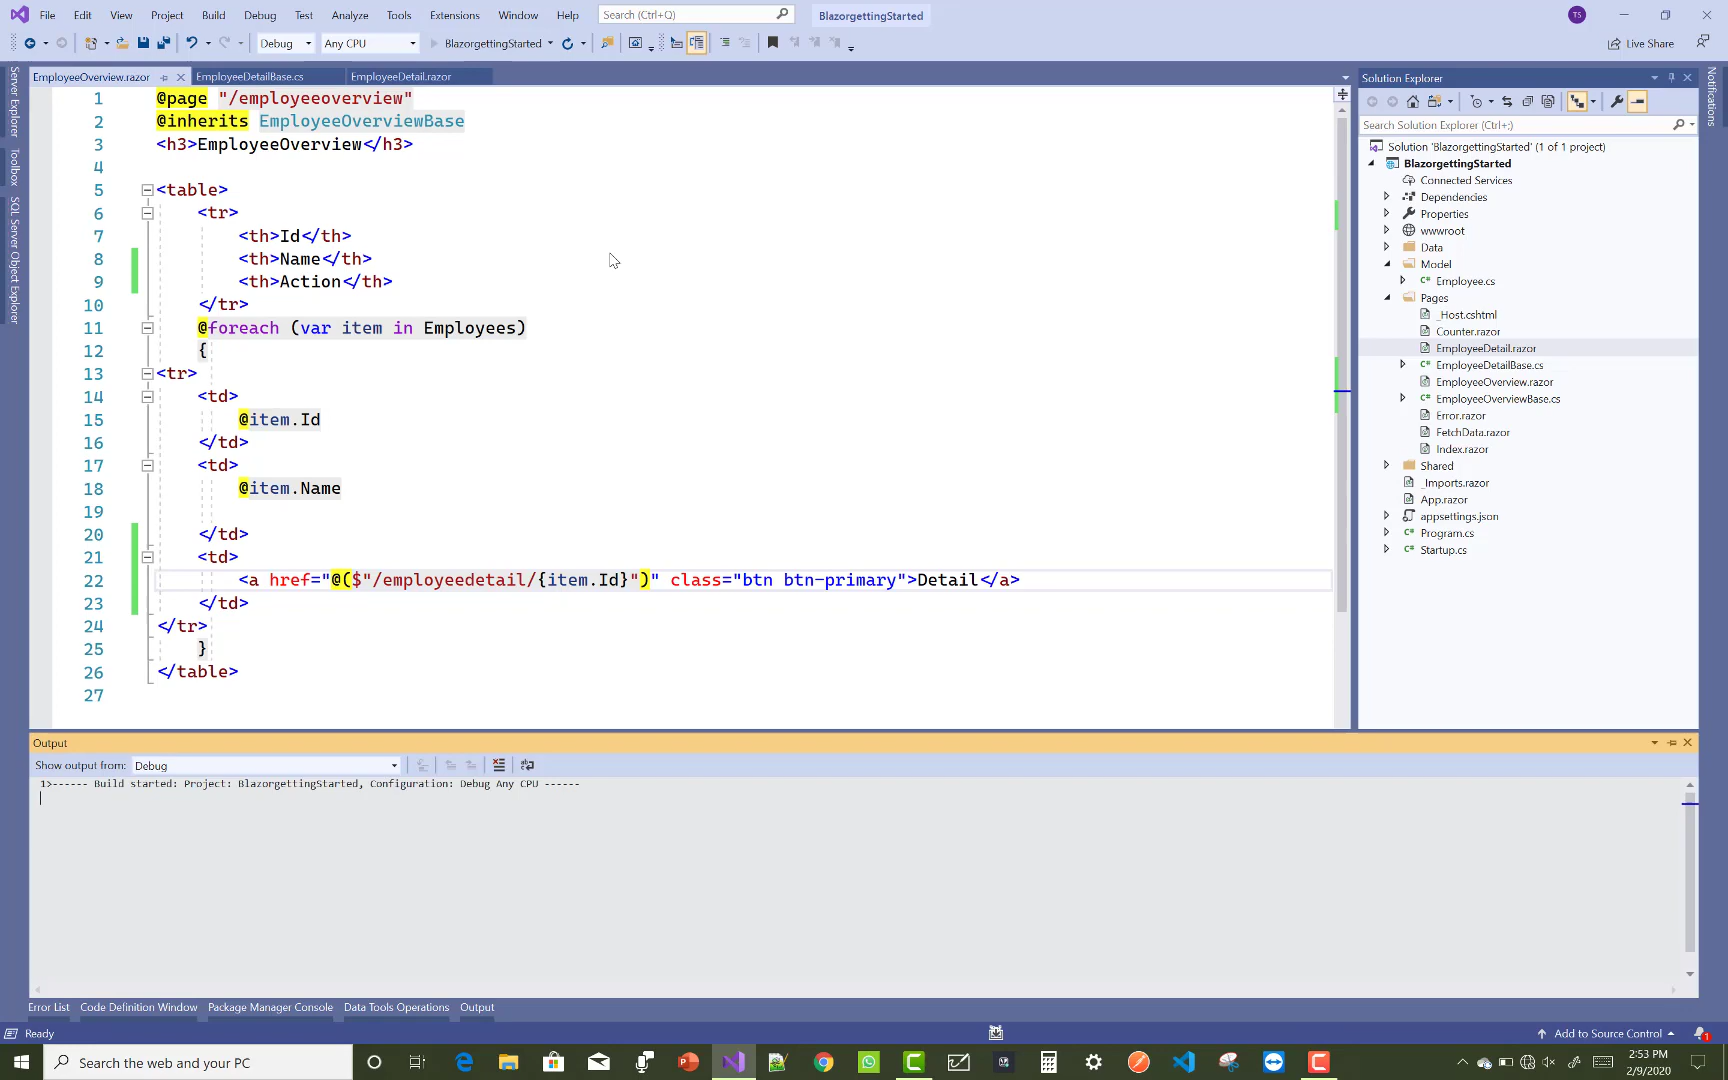 File Edit View Project Build Debug Test Analyze Tools Extensions Window Help Search (Ctrl+Q) BlazorgettingStarted TS
Debug Any CPU BlazorgettingStarted Live Share
EmployeeOverview.razor EmployeeDetailBase.cs EmployeeDetail.razor
1 @page "/employeeoverview"
2 @inherits EmployeeOverviewBase
3 <h3>EmployeeOverview</h3>
4
5 <table>
6 <tr>
7 <th>Id</th>
8 <th>Name</th>
9 <th>Action</th>
10 </tr>
11 @foreach (var item in Employees)
12 {
13 <tr>
14 <td>
15 @item.Id
16 </td>
17 <td>
18 @item.Name
19
20 </td>
21 <td>
22 <a href="@($"/employeedetail/{item.Id}")" class="btn btn-primary">Detail</a>
23 </td>
24 </tr>
25 }
26 </table>
27
Server Explorer
Toolbox
SQL Server Object Explorer
Solution Explorer
Search Solution Explorer (Ctrl+;)
Solution 'BlazorgettingStarted' (1 of 1 project)
BlazorgettingStarted
Connected Services
Dependencies
Properties
wwwroot
Data
Model
C# Employee.cs
Pages
_Host.cshtml
Counter.razor
EmployeeDetail.razor
C# EmployeeDetailBase.cs
EmployeeOverview.razor
C# EmployeeOverviewBase.cs
Error.razor
FetchData.razor
Index.razor
Shared
_Imports.razor
App.razor
appsettings.json
C# Program.cs
C# Startup.cs
Notifications
Output
Show output from: Debug
1>------ Build started: Project: BlazorgettingStarted, Configuration: Debug Any CPU ------
Error List Code Definition Window Package Manager Console Data Tools Operations Output
Ready Add to Source Control 1
Search the web and your PC
2:53 PM
2/9/2020